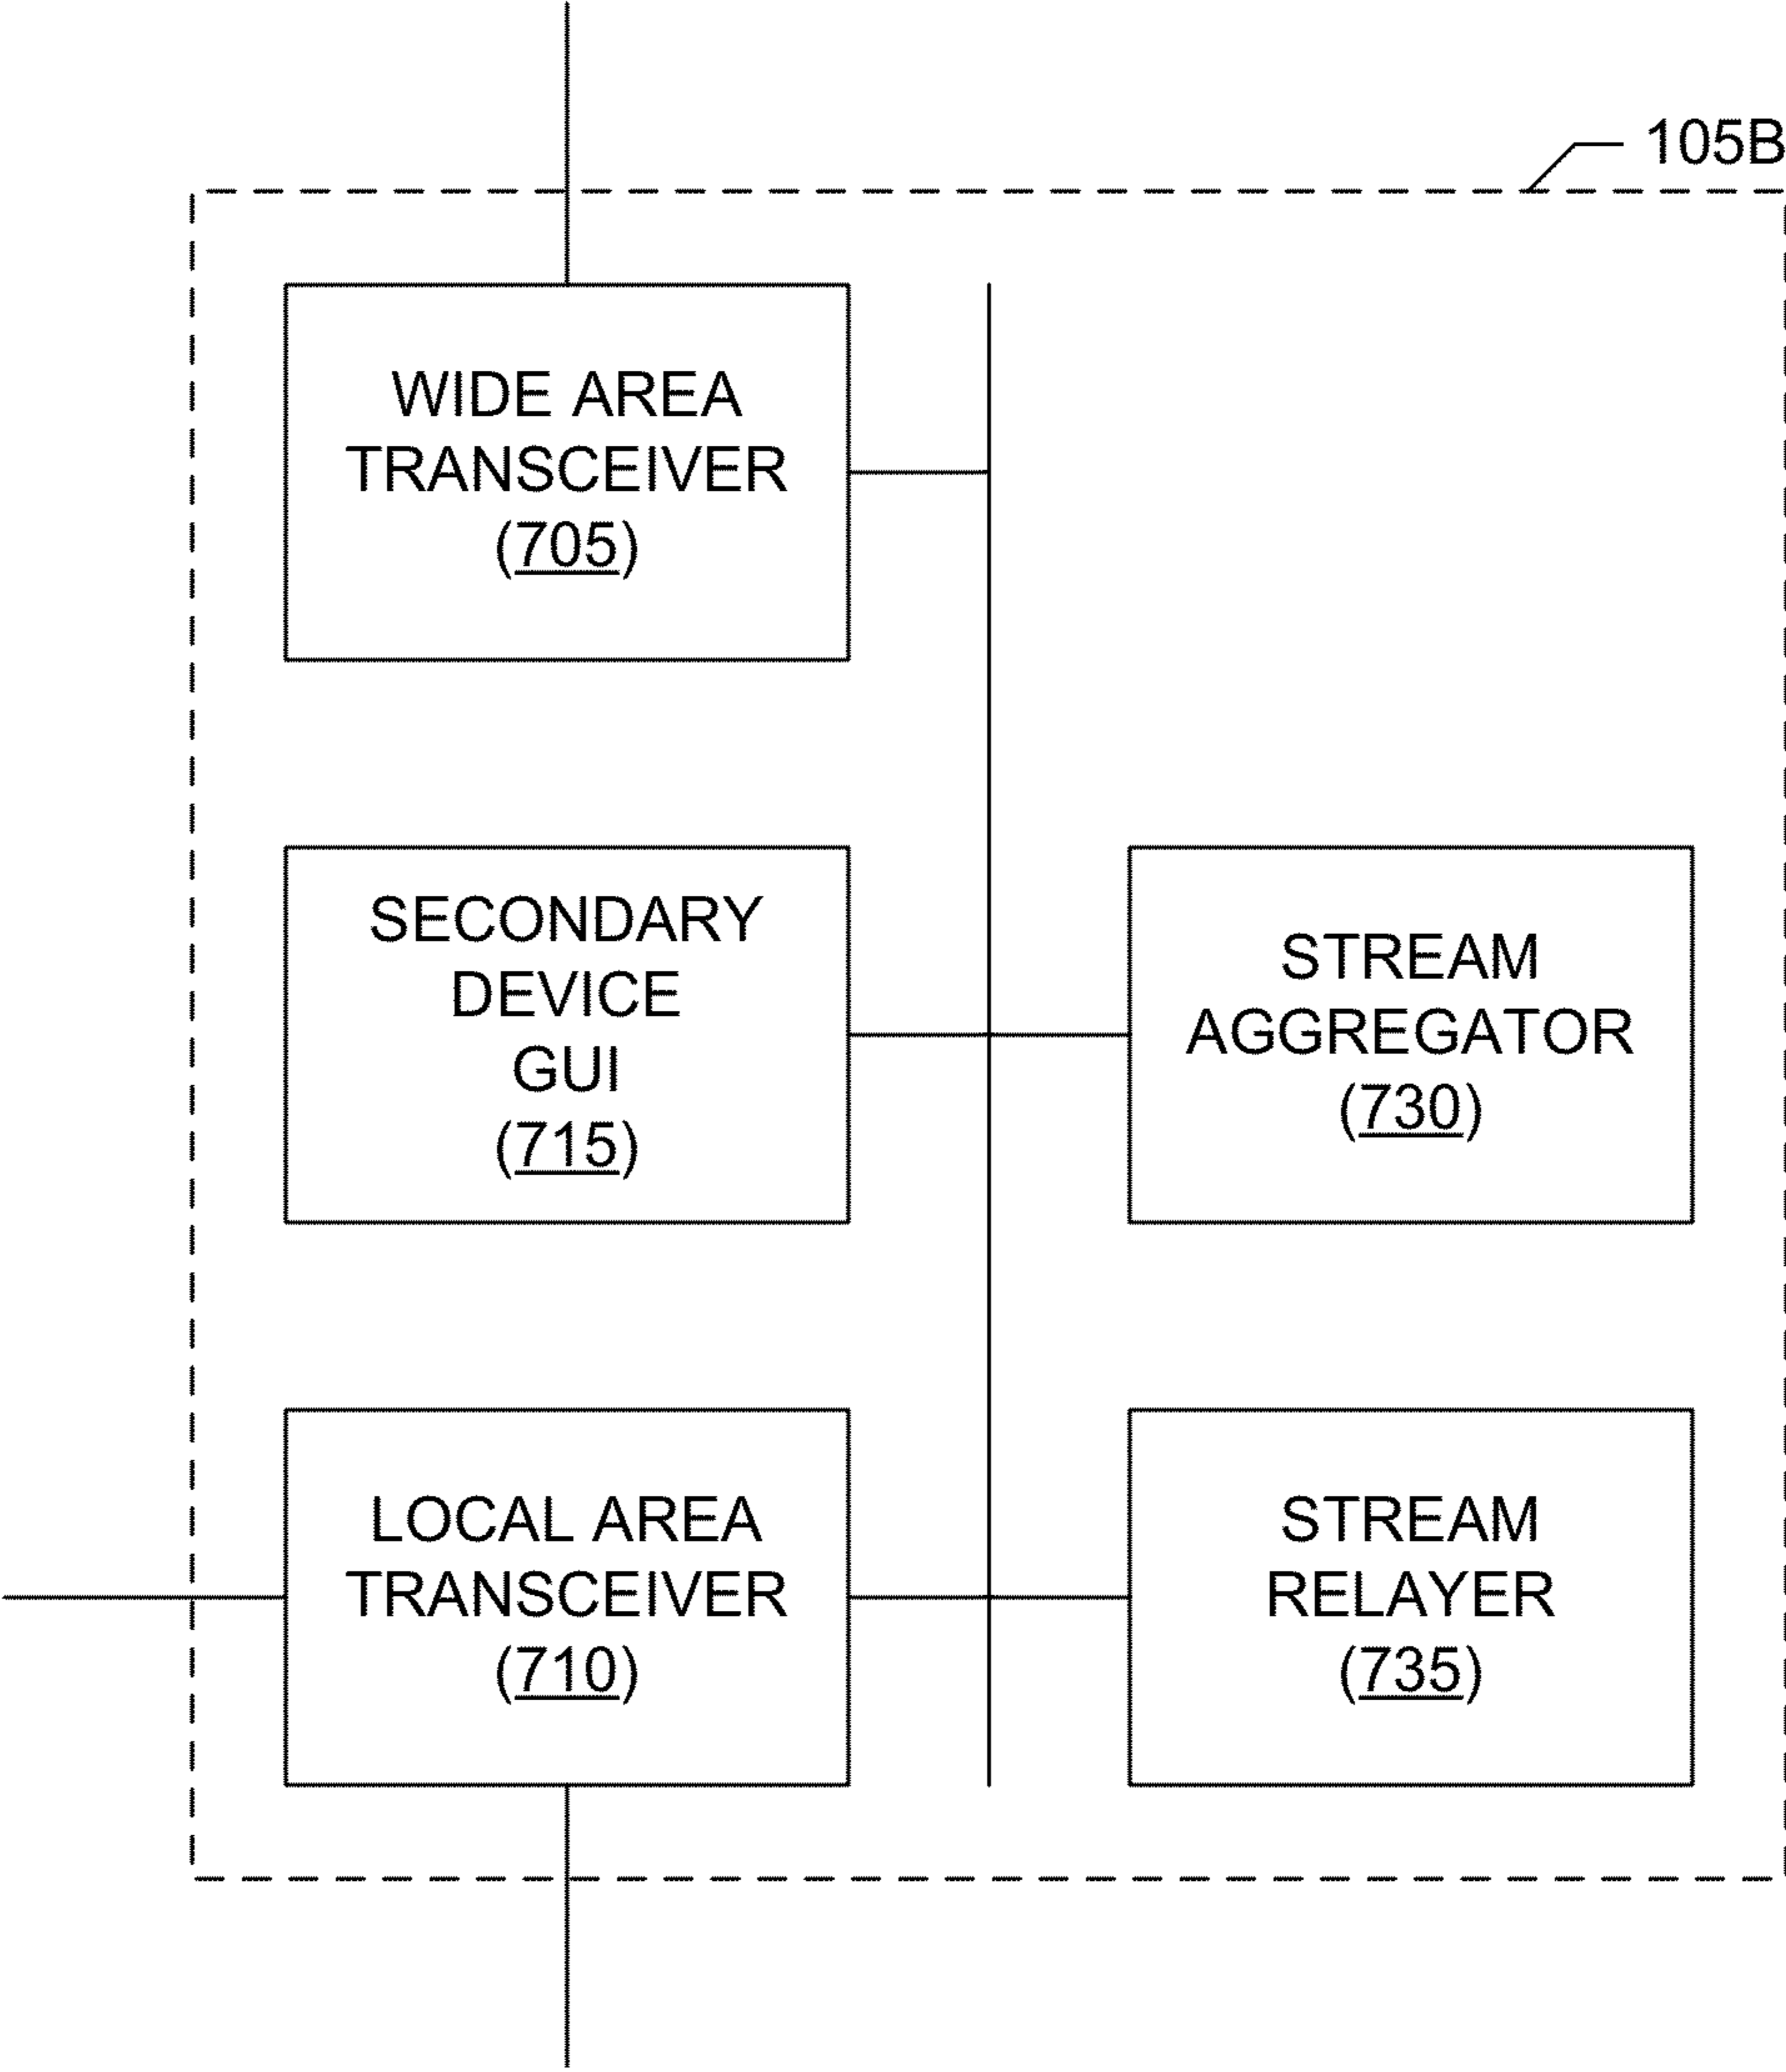 105B
WIDE AREA
TRANSCEIVER
(705)
SECONDARY
DEVICE
GUI
(715)
STREAM
AGGREGATOR
(730)
LOCAL AREA
TRANSCEIVER
(710)
STREAM
RELAYER
(735)